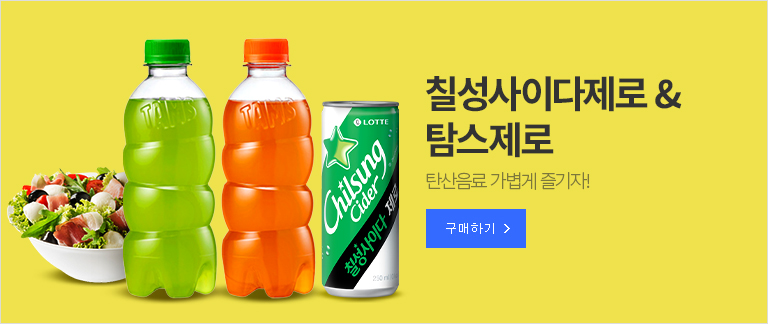 TAMS
TAMS
LOTTE
Chilsung
Cider
칠성사이다 제로
칠성사이다제로 &
탐스제로
탄산음료 가볍게 즐기자!
구매하기